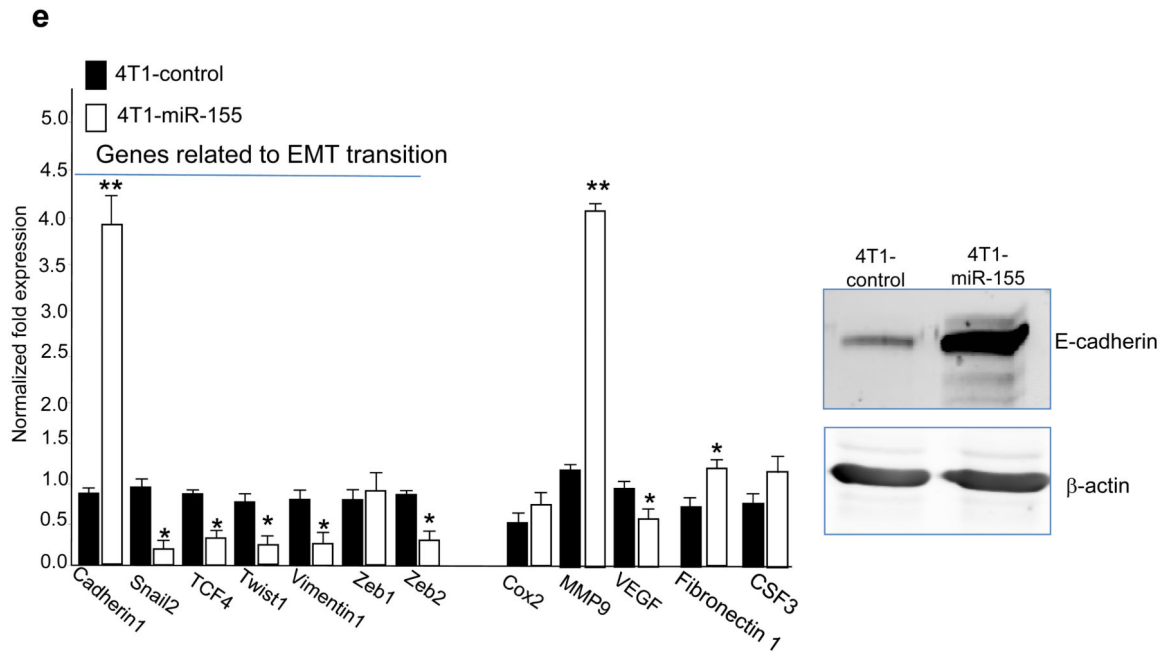 e
4T1-control
4T1-miR-155
Genes related to EMT transition
Normalized fold expression
5.0
4.5
4.0
3.5
3.0
2.5
2.0
1.5
1.0
0.5
0.0
**
*
*
*
*
*
**
*
*
Cadherin1
Snail2
TCF4
Twist1
Vimentin1
Zeb1
Zeb2
Cox2
MMP9
VEGF
Fibronectin 1
CSF3
4T1-
control
4T1-
miR-155
E-cadherin
β-actin